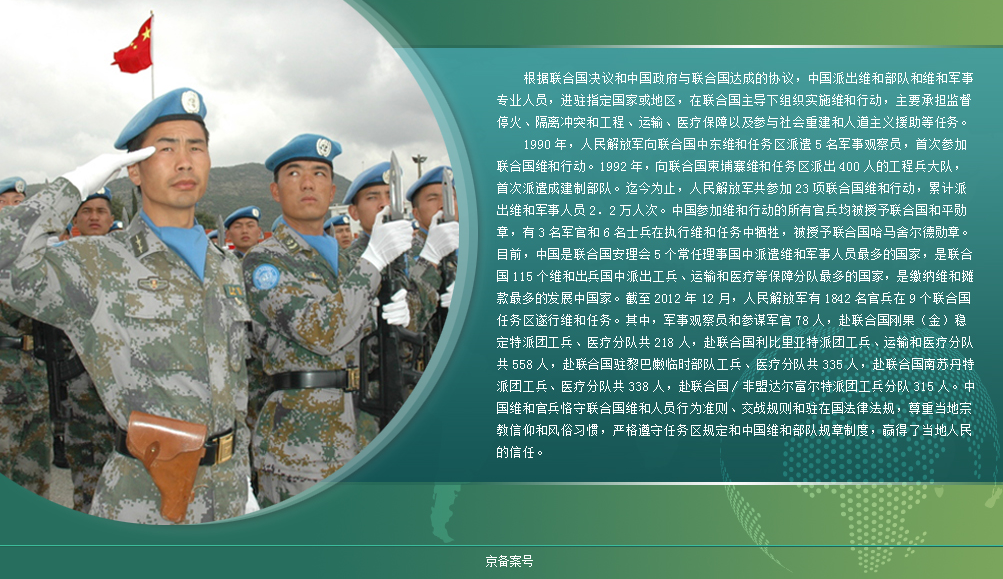 根据联合国决议和中国政府与联合国达成的协议，中国派出维和部队和维和军事
专业人员，进驻指定国家或地区，在联合国主导下组织实施维和行动，主要承担监督
停火、隔离冲突和工程、运输、医疗保障以及参与社会重建和人道主义援助等任务。
1990 年，人民解放军向联合国中东维和任务区派遣 5 名军事观察员，首次参加
联合国维和行动。1992 年，向联合国柬埔寨维和任务区派出 400 人的工程兵大队，
首次派遣成建制部队。迄今为止，人民解放军共参加 23 项联合国维和行动，累计派
出维和军事人员 2．2 万人次。中国参加维和行动的所有官兵均被授予联合国和平勋
章，有 3 名军官和 6 名士兵在执行维和任务中牺牲，被授予联合国哈马舍尔德勋章。
目前，中国是联合国安理会 5 个常任理事国中派遣维和军事人员最多的国家，是联合
国 115 个维和出兵国中派出工兵、运输和医疗等保障分队最多的国家，是缴纳维和摊
款最多的发展中国家。截至 2012 年 12 月，人民解放军有 1842 名官兵在 9 个联合国
任务区遂行维和任务。其中，军事观察员和参谋军官 78 人，赴联合国刚果（金）稳
定特派团工兵、医疗分队共 218 人，赴联合国利比里亚特派团工兵、运输和医疗分队
共 558 人，赴联合国驻黎巴嫩临时部队工兵、医疗分队共 335 人，赴联合国南苏丹特
派团工兵、医疗分队共 338 人，赴联合国／非盟达尔富尔特派团工兵分队 315 人。中
国维和官兵恪守联合国维和人员行为准则、交战规则和驻在国法律法规，尊重当地宗
教信仰和风俗习惯，严格遵守任务区规定和中国维和部队规章制度，赢得了当地人民
的信任。
京备案号